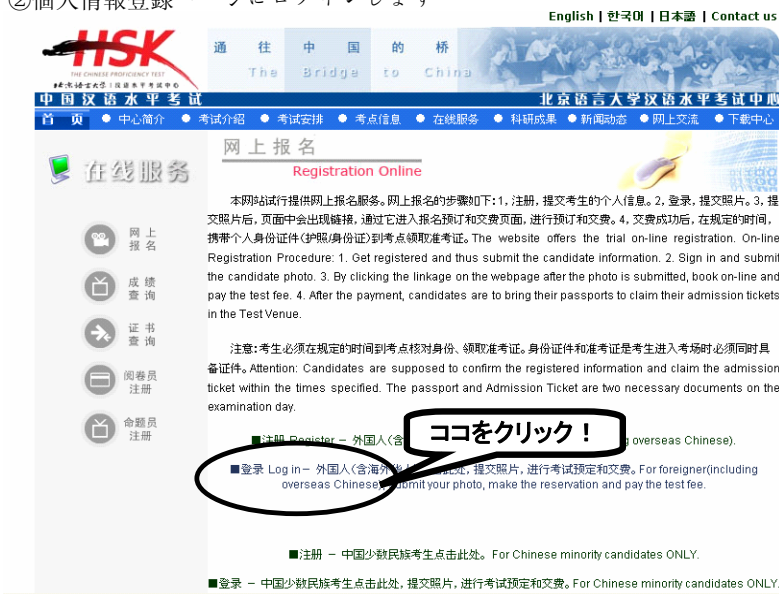 ②個人情報登録ページにログインします
English | 한국어 | 日本語 | Contact us
HSK
THE CHINESE PROFICIENCY TEST
北京语言大学 | 汉语水平考试中心
通 往 中 国 的 桥
The Bridge to China
中国汉语水平考试
北京语言大学汉语水平考试中心
首 页 ● 中心简介 ● 考试介绍 ● 考试安排 ● 考点信息 ● 在线服务 ● 科研成果 ● 新闻动态 ● 网上交流 ● 下载中心
在线服务
网上报名
Registration Online
本网站试行提供网上报名服务。网上报名的步骤如下:1，注册，提交考生的个人信息。2，登录，提交照片。3，提
交照片后，页面中会出现链接，通过它进入报名预订和交费页面，进行预订和交费。4，交费成功后，在规定的时间，
携带个人身份证件(护照/身份证)到考点领取准考证。The website offers the trial on-line registration. On-line
Registration Procedure: 1. Get registered and thus submit the candidate information. 2. Sign in and submit
the candidate photo. 3. By clicking the linkage on the webpage after the photo is submitted, book on-line and
pay the test fee. 4. After the payment, candidates are to bring their passports to claim their admission tickets
in the Test Venue.
网 上
报 名
成 绩
查 询
证 书
查 询
阅卷员
注册
命题员
注册
注意:考生必须在规定的时间到考点核对身份、领取准考证。身份证件和准考证是考生进入考场时必须同时具
备证件。Attention: Candidates are supposed to confirm the registered information and claim the admission
ticket within the times specified. The passport and Admission Ticket are two necessary documents on the
examination day.
ココをクリック！
■注册 Register － 外国人(含 overseas Chinese).
■登录 Log in－ 外国人(含海外华 此处，提交照片，进行考试预定和交费。For foreigner(including
overseas Chinese) submit your photo, make the reservation and pay the test fee.
■注册 － 中国少数民族考生点击此处。For Chinese minority candidates ONLY.
■登录 － 中国少数民族考生点击此处，提交照片，进行考试预定和交费。For Chinese minority candidates ONLY.